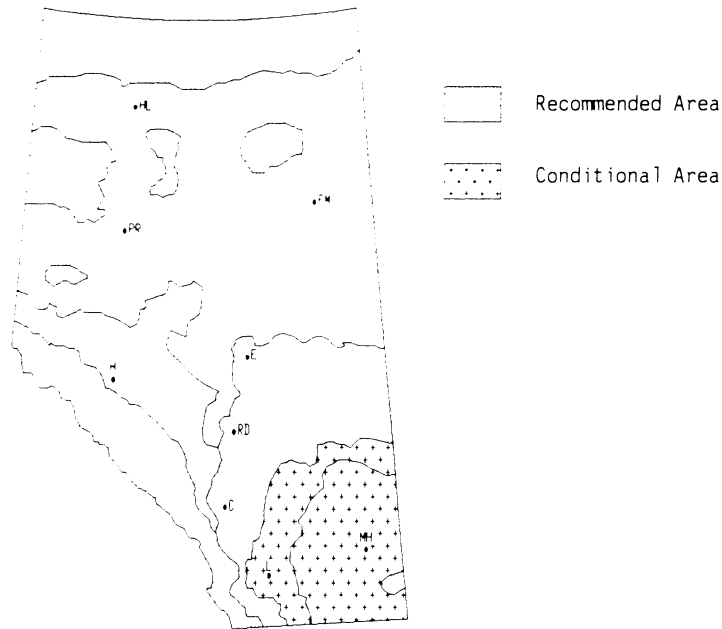 HL
Recommended Area
Conditional Area
FM
PR
E
H
RD
C
MH
L